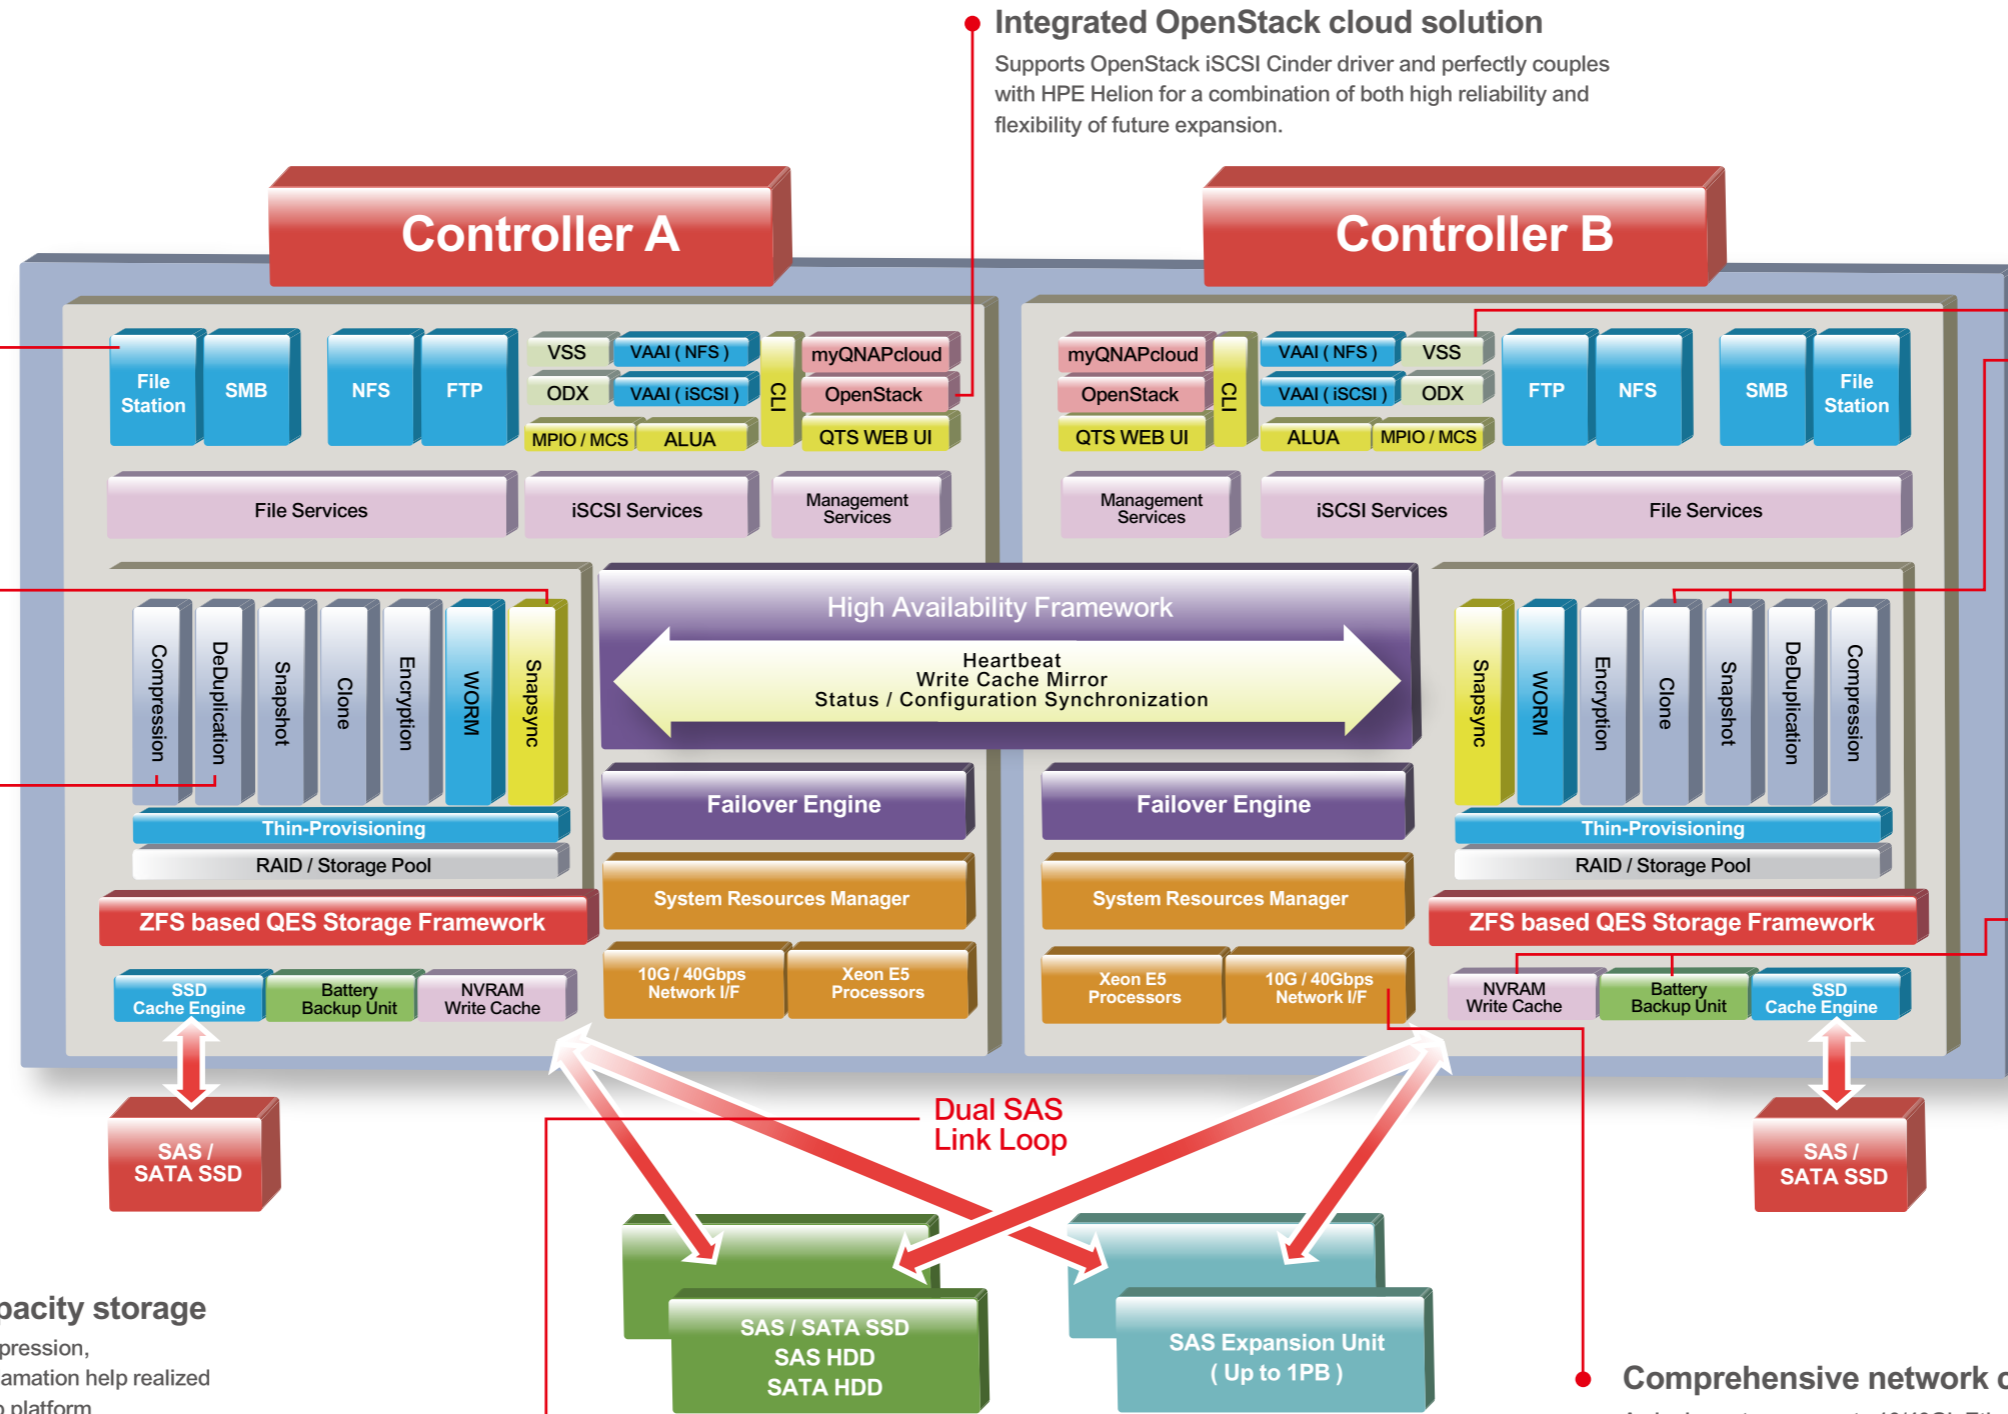 Integrated OpenStack cloud solution
Supports OpenStack iSCSI Cinder driver and perfectly couples
with HPE Helion for a combination of both high reliability and
flexibility of future expansion.
Controller A
Controller B
File
Station
SMB
NFS
FTP
VSS
VAAI ( NFS )
ODX
VAAI ( iSCSI )
MPIO / MCS
ALUA
CLI
myQNAPcloud
OpenStack
QTS WEB UI
File Services
iSCSI Services
Management
Services
myQNAPcloud
OpenStack
QTS WEB UI
CLI
VAAI ( NFS )
VSS
VAAI ( iSCSI )
ODX
ALUA
MPIO / MCS
FTP
NFS
SMB
File
Station
Management
Services
iSCSI Services
File Services
High Availability Framework
Heartbeat
Write Cache Mirror
Status / Configuration Synchronization
Compression
DeDuplication
Snapshot
Clone
Encryption
WORM
Snapsync
Thin-Provisioning
RAID / Storage Pool
ZFS based QES Storage Framework
SSD
Cache Engine
Battery
Backup Unit
NVRAM
Write Cache
Failover Engine
System Resources Manager
10G / 40Gbps
Network I/F
Xeon E5
Processors
Failover Engine
System Resources Manager
Xeon E5
Processors
10G / 40Gbps
Network I/F
Snapsync
WORM
Encryption
Clone
Snapshot
DeDuplication
Compression
Thin-Provisioning
RAID / Storage Pool
ZFS based QES Storage Framework
NVRAM
Write Cache
Battery
Backup Unit
SSD
Cache Engine
SAS /
SATA SSD
Dual SAS
Link Loop
SAS /
SATA SSD
SAS / SATA SSD
SAS HDD
SATA HDD
SAS Expansion Unit
( Up to 1PB )
pacity storage
pression,
amation help realized
platform
Comprehensive network